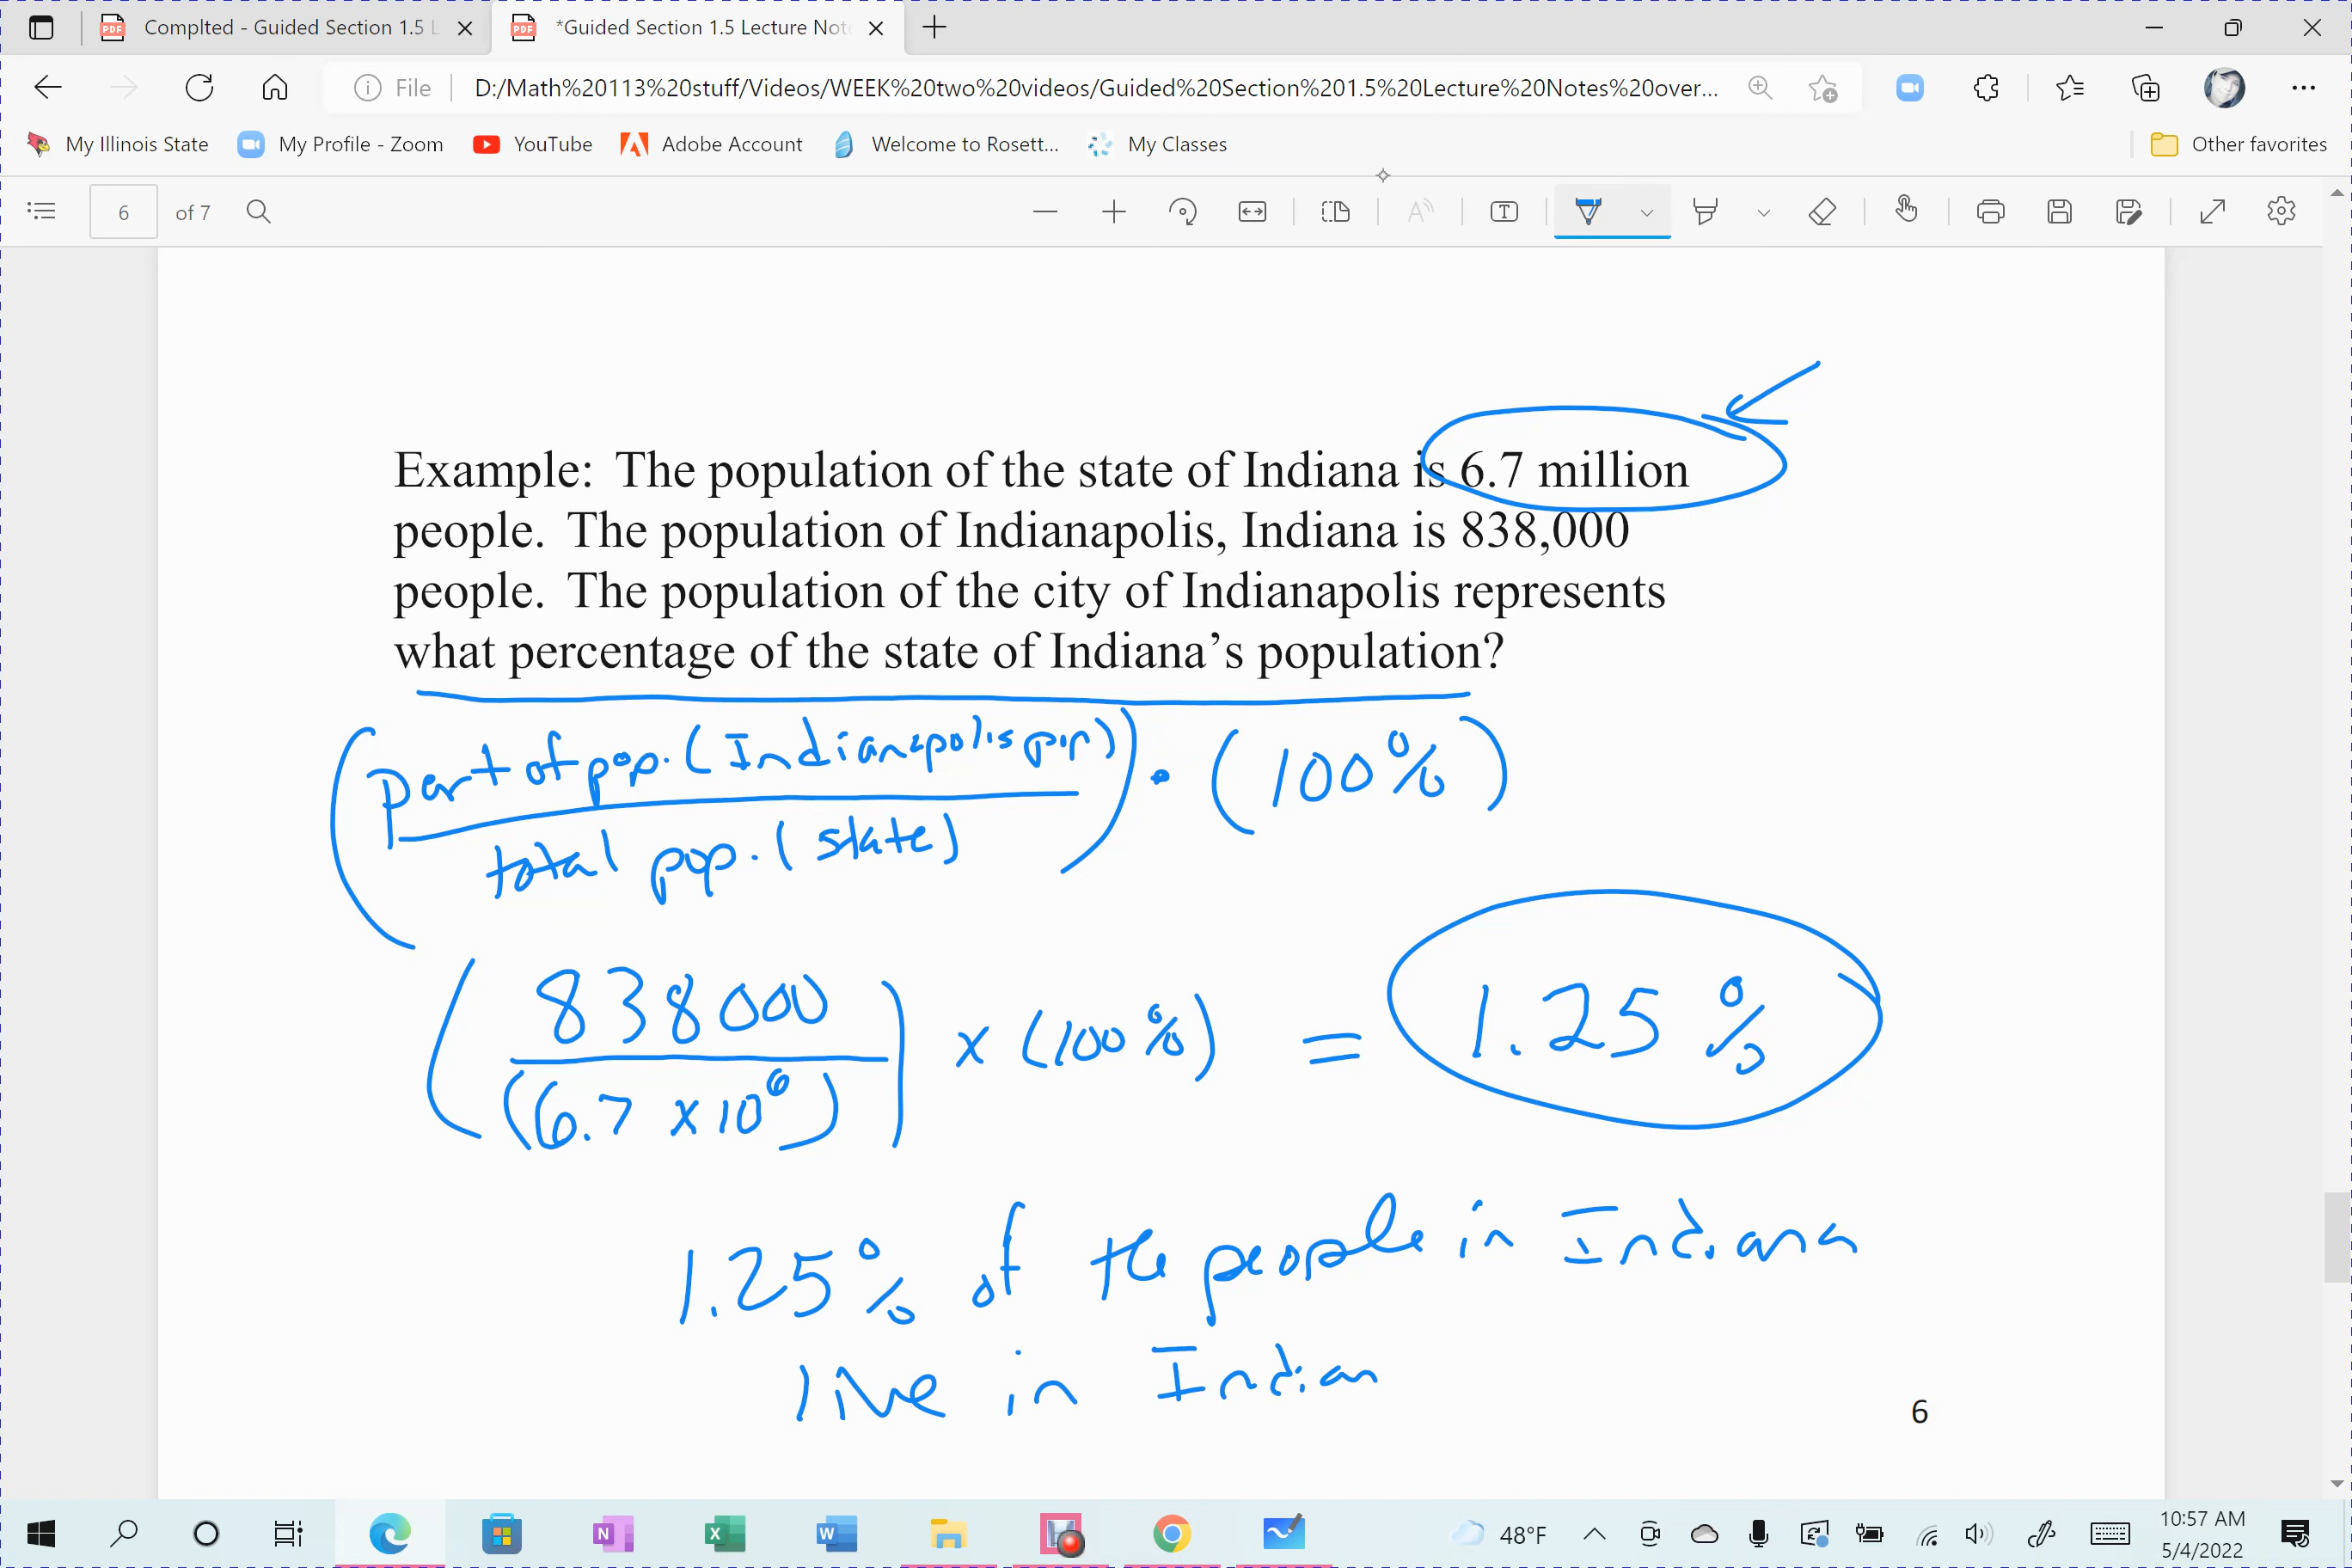 Complted - Guided Section 1.5 L
*Guided Section 1.5 Lecture Not
File
D:/Math%20113%20stuff/Videos/WEEK%20two%20videos/Guided%20Section%201.5%20Lecture%20Notes%20over...
My Illinois State
My Profile - Zoom
YouTube
Adobe Account
Welcome to Rosett...
My Classes
Other favorites
6 of 7
Example: The population of the state of Indiana is 6.7 million
people. The population of Indianapolis, Indiana is 838,000
people. The population of the city of Indianapolis represents
what percentage of the state of Indiana’s population?
(part of pop. (Indianapolis pop)) • (100%)
total pop. (state)
(838000) x (100%) = 1.25%
(6.7 x 10⁶)
1.25% of the people in Indiana
live in Indian
6
48°F
10:57 AM
5/4/2022